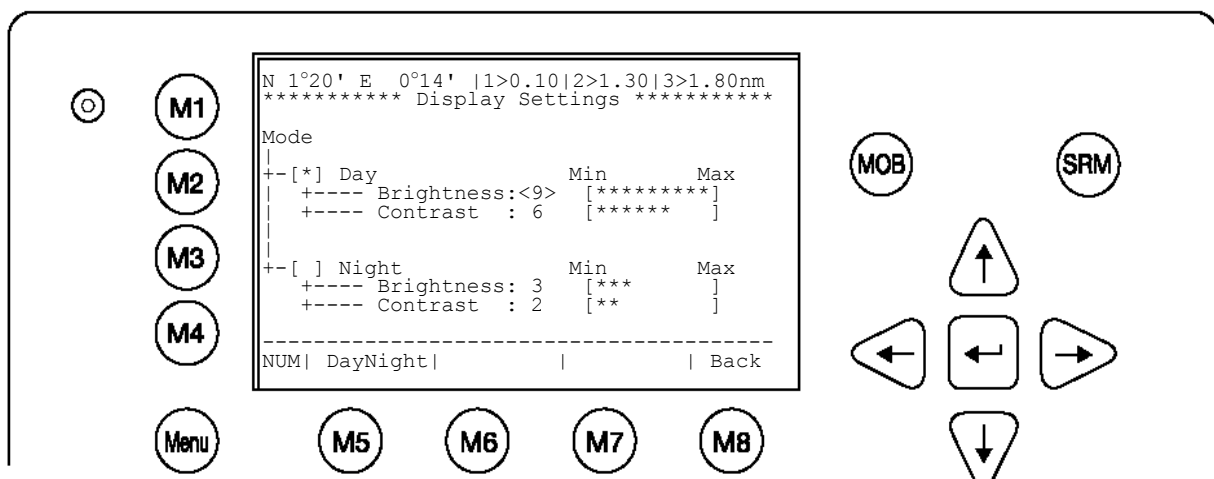 N 1°20' E  0°14' |1>0.10|2>1.30|3>1.80nm
*********** Display Settings ***********
Mode
|
+-[*] Day               Min       Max
|  +---- Brightness:<9>  [*********]
|  +---- Contrast  : 6   [******   ]
|
|
+-[ ] Night             Min       Max
   +---- Brightness: 3   [***      ]
   +---- Contrast  : 2   [**       ]
----------------------------------------
NUM| DayNight|         |         | Back
M1
M2
M3
M4
Menu
M5
M6
M7
M8
MOB
SRM